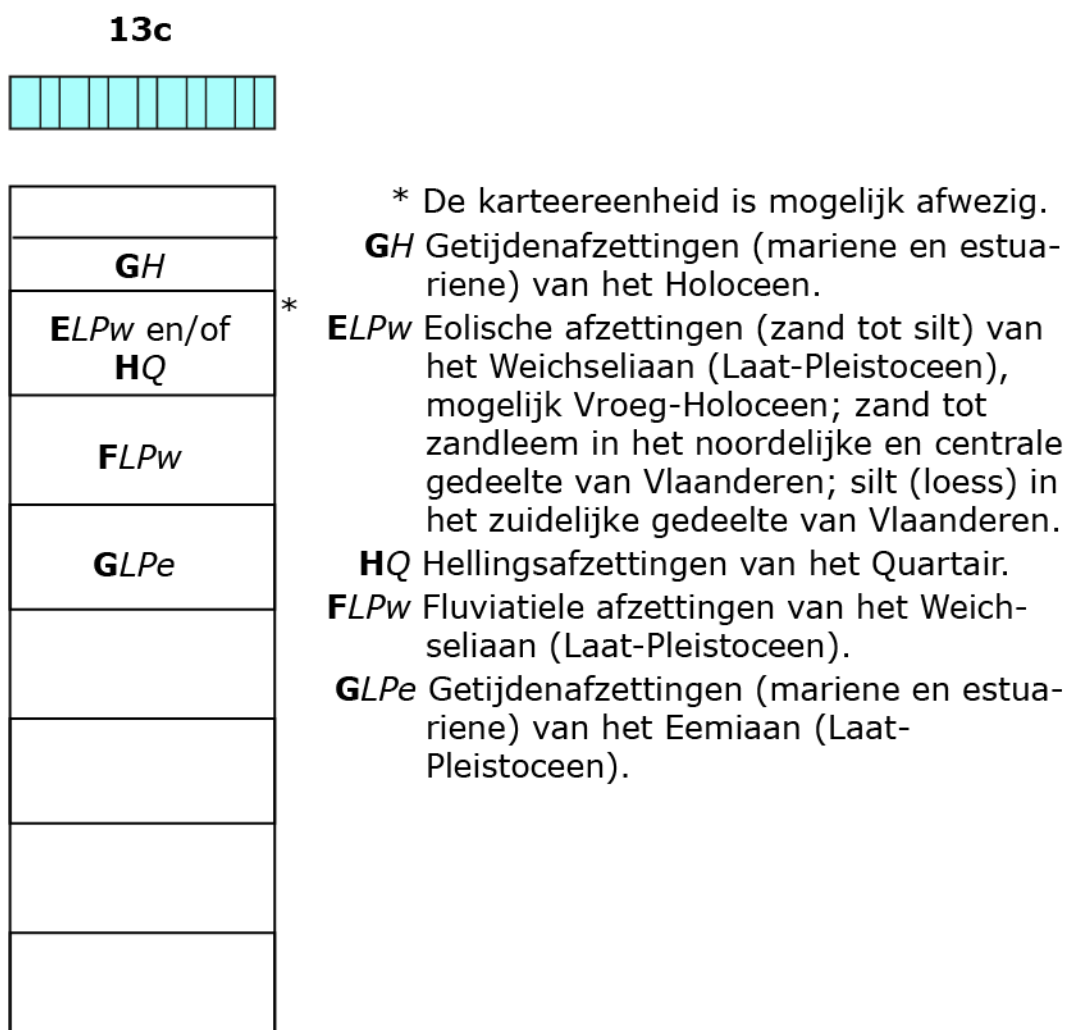 13c
GH
ELPw en/of
HQ
*
FLPw
GLPe
* De karteereenheid is mogelijk afwezig.
GH Getijdenafzettingen (mariene en estua-
riene) van het Holoceen.
ELPw Eolische afzettingen (zand tot silt) van
het Weichseliaan (Laat-Pleistoceen),
mogelijk Vroeg-Holoceen; zand tot
zandleem in het noordelijke en centrale
gedeelte van Vlaanderen; silt (loess) in
het zuidelijke gedeelte van Vlaanderen.
HQ Hellingsafzettingen van het Quartair.
FLPw Fluviatiele afzettingen van het Weich-
seliaan (Laat-Pleistoceen).
GLPe Getijdenafzettingen (mariene en estua-
riene) van het Eemiaan (Laat-
Pleistoceen).